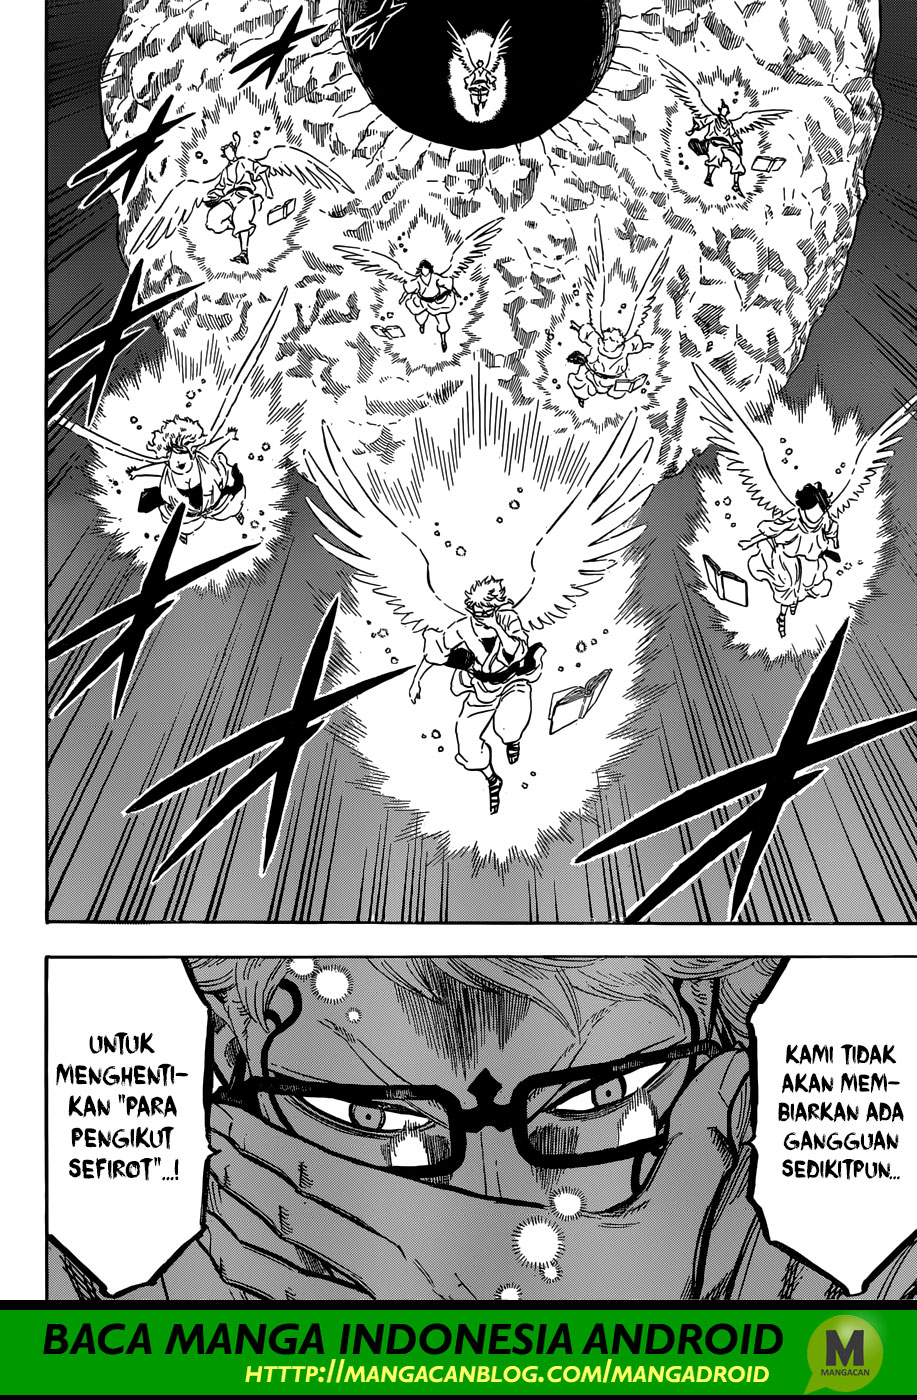 KAMI TIDAK
AKAN MEM-
BIARKAN ADA
GANGGUAN
SEDIKITPUN...
UNTUK
MENGHENTI-
KAN "PARA
PENGIKUT
SEFIROT"...!
BACA MANGA INDONESIA ANDROID
HTTTP://MANGACANBLOG.COM/MANGADROID
M
MANGACAN